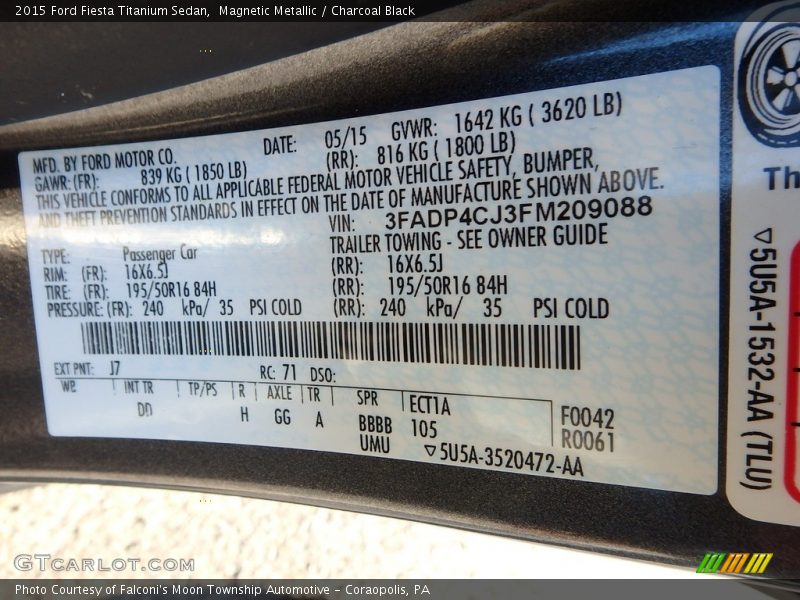 2015 Ford Fiesta Titanium Sedan,  Magnetic Metallic / Charcoal Black
MFD. BY FORD MOTOR CO. DATE: 05/15 GVWR: 1642 KG ( 3620 LB)
GAWR: (FR): 839 KG ( 1850 LB) (RR): 816 KG ( 1800 LB)
THIS VEHICLE CONFORMS TO ALL APPLICABLE FEDERAL MOTOR VEHICLE SAFETY, BUMPER,
AND THEFT PREVENTION STANDARDS IN EFFECT ON THE DATE OF MANUFACTURE SHOWN ABOVE.
VIN: 3FADP4CJ3FM209088
TYPE: Passenger Car TRAILER TOWING - SEE OWNER GUIDE
RIM: (FR): 16X6.5J (RR): 16X6.5J
TIRE: (FR): 195/50R16 84H (RR): 195/50R16 84H
PRESSURE: (FR): 240 kPa/ 35 PSI COLD (RR): 240 kPa/ 35 PSI COLD
EXT PNT: J7 RC: 71 DSO:
WB INT TR TP/PS R AXLE TR SPR ECT1A F0042
DD H GG A BBBB 105 R0061
UMU ▽5U5A-3520472-AA
Th
▽5U5A-1532-AA (TLU)
GTCARLOT.COM
Photo Courtesy of Falconi's Moon Township Automotive - Coraopolis, PA